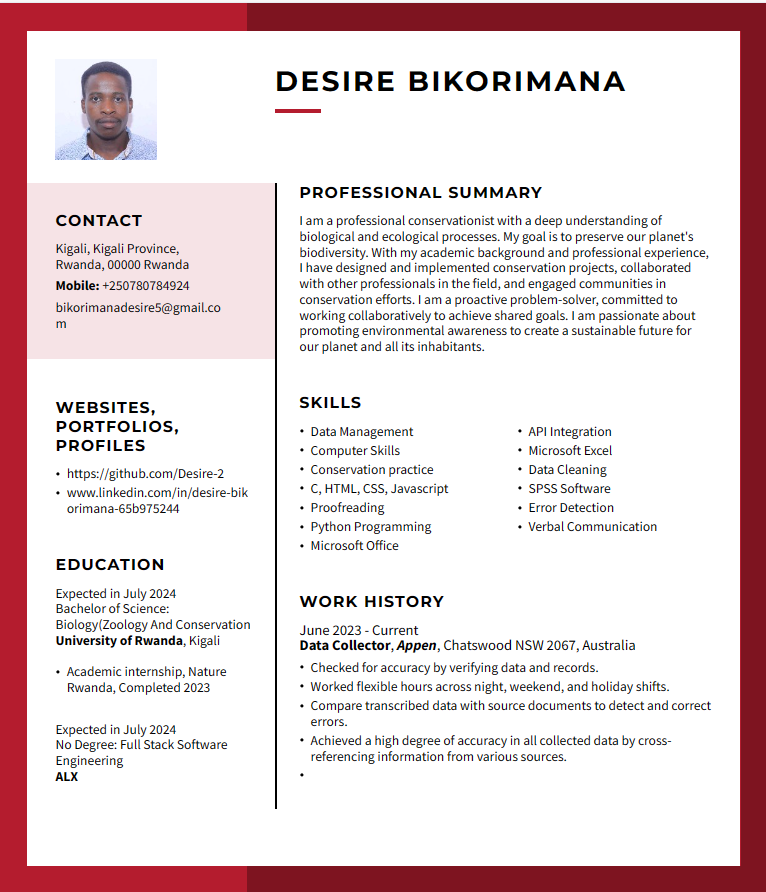 DESIRE BIKORIMANA
CONTACT
Kigali, Kigali Province,
Rwanda, 00000 Rwanda
Mobile: +250780784924
bikorimanadesire5@gmail.co
m
WEBSITES,
PORTFOLIOS,
PROFILES
• https://github.com/Desire-2
• www.linkedin.com/in/desire-bik
orimana-65b975244
EDUCATION
Expected in July 2024
Bachelor of Science:
Biology(Zoology And Conservation
University of Rwanda, Kigali
• Academic internship, Nature
Rwanda, Completed 2023
Expected in July 2024
No Degree: Full Stack Software
Engineering
ALX
PROFESSIONAL SUMMARY
I am a professional conservationist with a deep understanding of
biological and ecological processes. My goal is to preserve our planet's
biodiversity. With my academic background and professional experience,
I have designed and implemented conservation projects, collaborated
with other professionals in the field, and engaged communities in
conservation efforts. I am a proactive problem-solver, committed to
working collaboratively to achieve shared goals. I am passionate about
promoting environmental awareness to create a sustainable future for
our planet and all its inhabitants.
SKILLS
• Data Management
• Computer Skills
• Conservation practice
• C, HTML, CSS, Javascript
• Proofreading
• Python Programming
• Microsoft Office
• API Integration
• Microsoft Excel
• Data Cleaning
• SPSS Software
• Error Detection
• Verbal Communication
WORK HISTORY
June 2023 - Current
Data Collector, Appen, Chatswood NSW 2067, Australia
• Checked for accuracy by verifying data and records.
• Worked flexible hours across night, weekend, and holiday shifts.
• Compare transcribed data with source documents to detect and correct
errors.
• Achieved a high degree of accuracy in all collected data by cross-
referencing information from various sources.
•